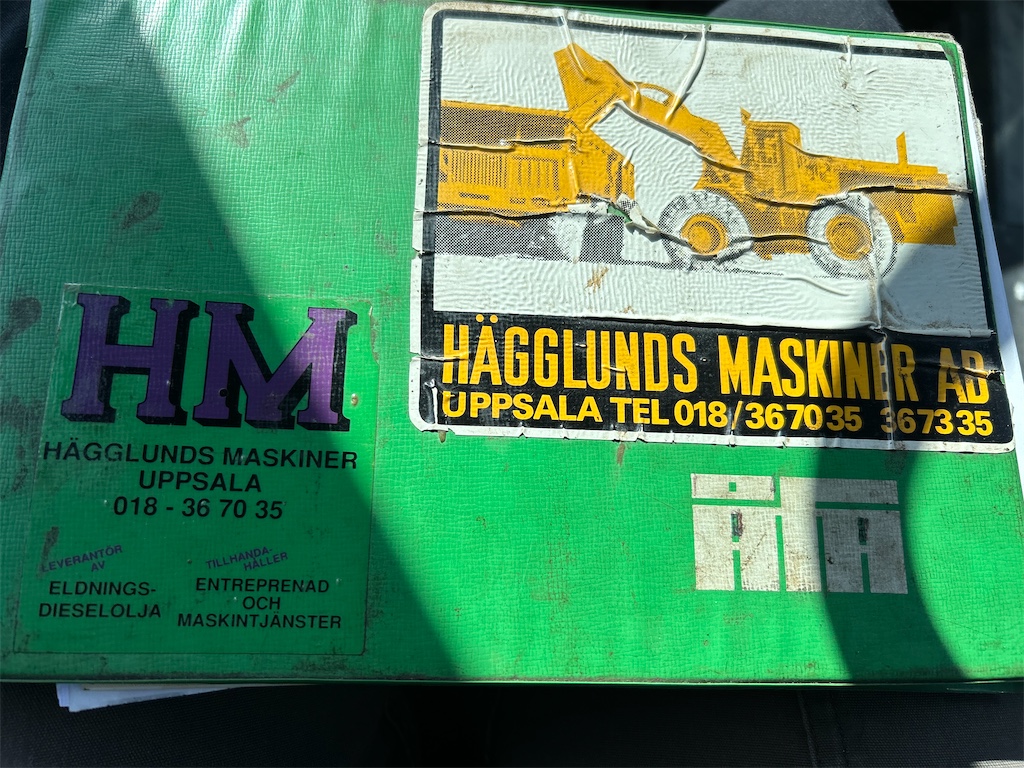 HÄGGLUNDS MASKINER AB
UPPSALA TEL 018/367035 367335
HM
HÄGGLUNDS MASKINER
UPPSALA
018 - 36 70 35
LEVERANTÖR
AV
ELDNINGS-
DIESELOLJA
TILLHANDA-
HÅLLER
ENTREPRENAD
OCH
MASKINTJÄNSTER